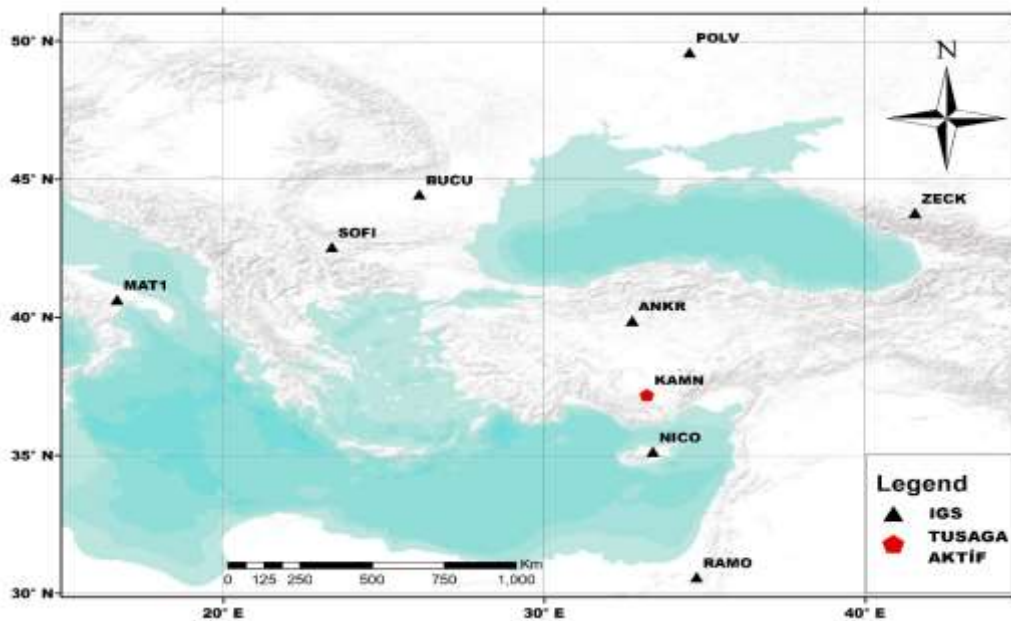 50° N
POLV
N
45° N
BUCU
ZECK
SOFI
MAT1
40° N
ANKR
KAMN
35° N
NICO
Legend
IGS
TUSAGA
AKTİF
RAMO
Km
0 125 250 500 750 1,000
30° N
20° E 30° E 40° E